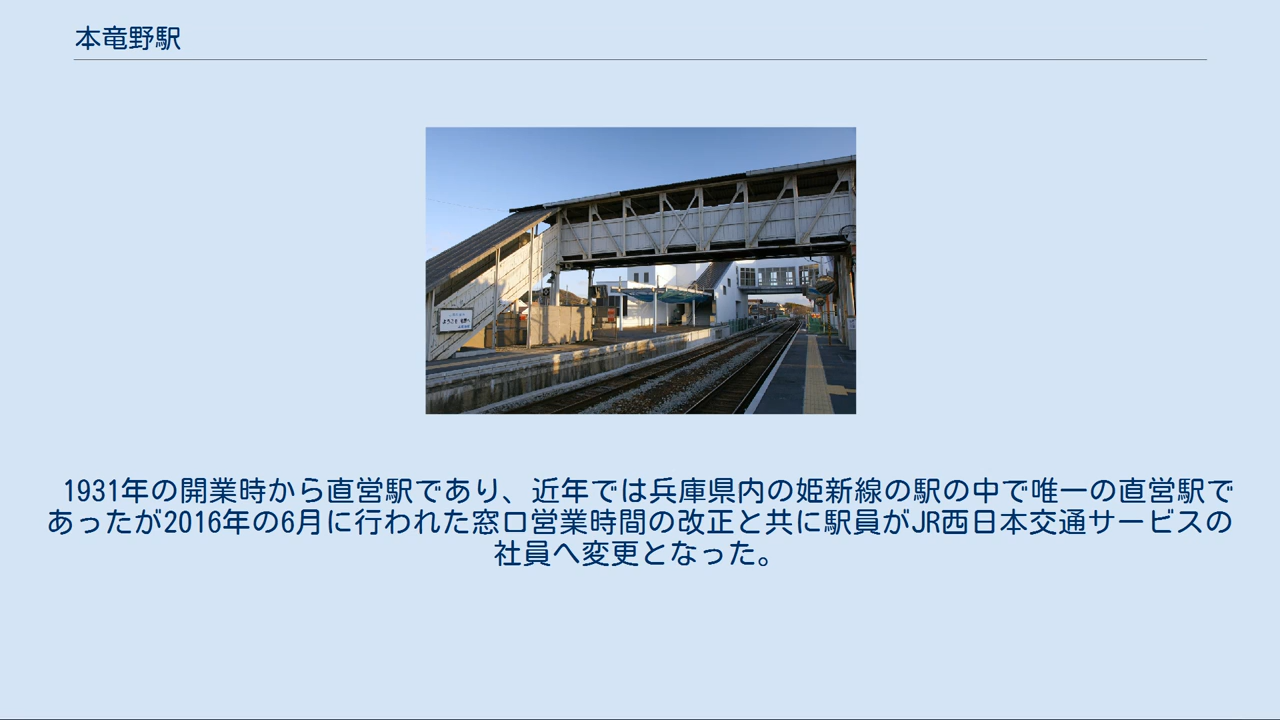 本竜野駅
1931年の開業時から直営駅であり、近年では兵庫県内の姫新線の駅の中で唯一の直営駅で
あったが2016年の6月に行われた窓口営業時間の改正と共に駅員がJR西日本交通サービスの
社員へ変更となった。